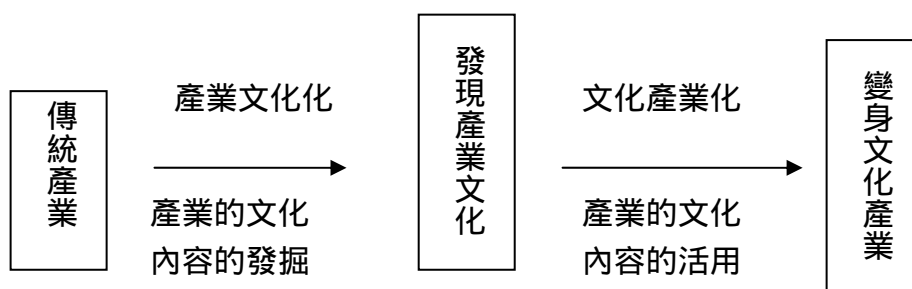 傳統產業
產業文化化
產業的文化
內容的發掘
發現產業文化
文化產業化
產業的文化
內容的活用
變身文化產業